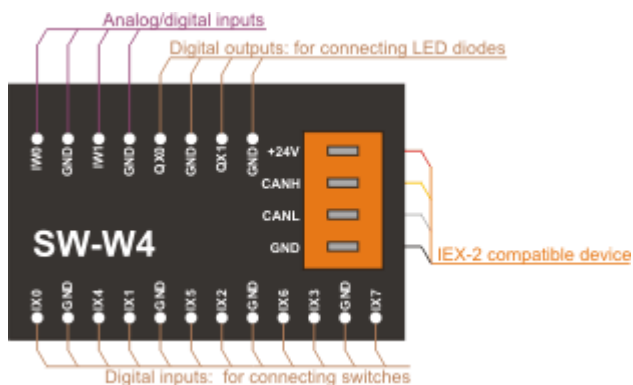 Analog/digital inputs
Digital outputs: for connecting LED diodes
IW0 GND IW1 GND QX0 GND QX1 GND
+24V
CANH
CANL
GND
SW-W4
IEX-2 compatible device
IX0 GND IX4 IX1 GND IX5 IX2 GND IX6 IX3 GND IX7
Digital inputs: for connecting switches